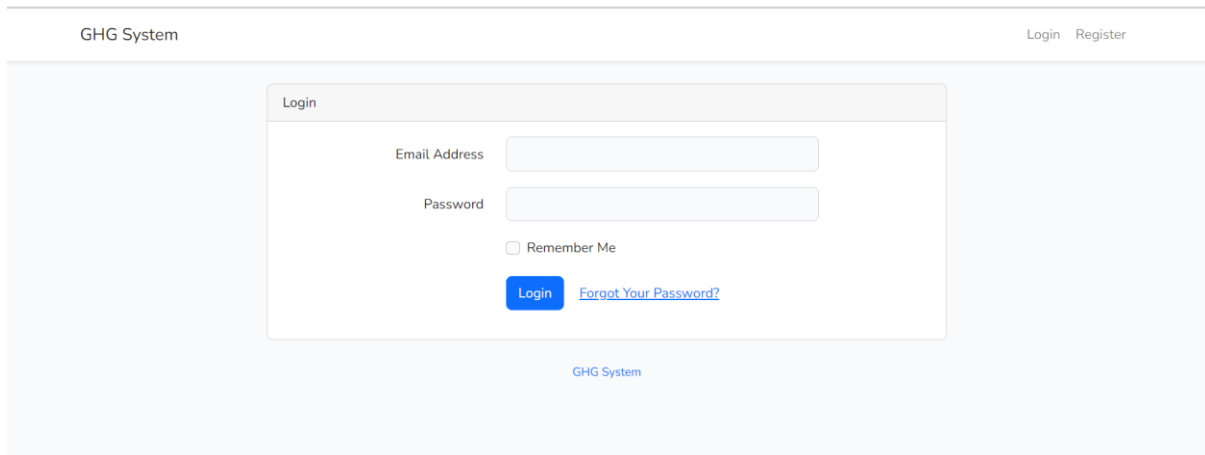 GHG System
Login Register
Login
Email Address
Password
Remember Me
Login Forgot Your Password?
GHG System